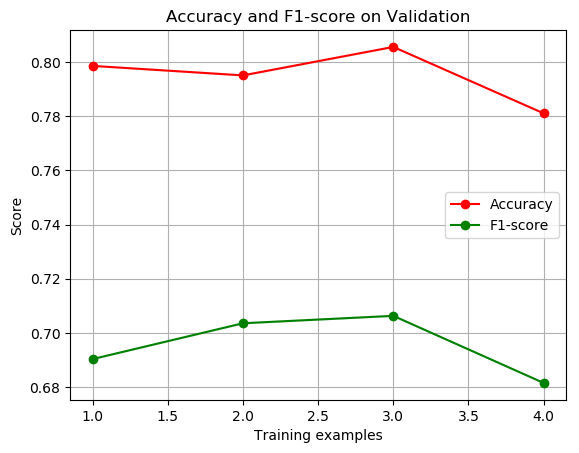 Accuracy and F1-score on Validation
Score
0.80
0.78
0.76
0.74
0.72
0.70
0.68
Accuracy
F1-score
1.0 1.5 2.0 2.5 3.0 3.5 4.0
Training examples